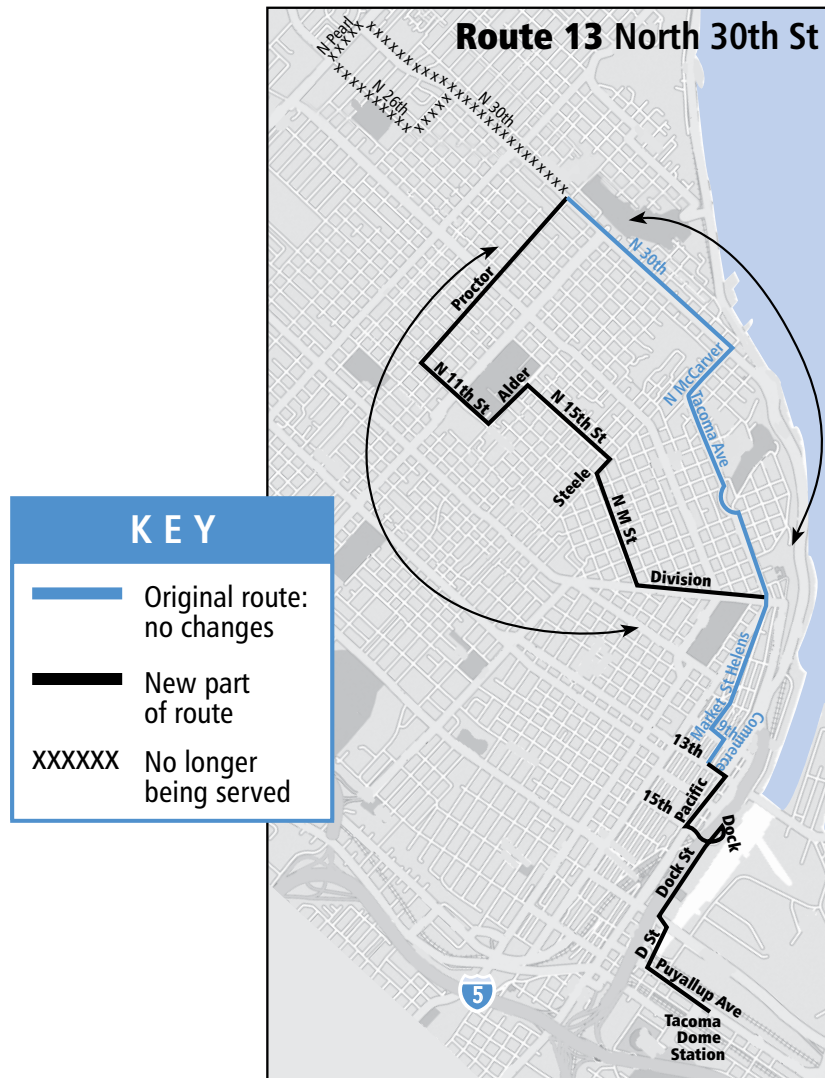 Route 13 North 30th St
N Pearl
N 26th
N 30th
N 30th
Proctor
N McCarver
N 11th St
Alder
Tacoma Ave
N 15th St
Steele
N M St
Division
KEY
Original route:
no changes
New part
of route
XXXXXX No longer
being served
St Helens
Market
9th
Commerce
13th
Pacific
15th
Dock
Dock St
D St
Puyallup Ave
5
Tacoma
Dome
Station